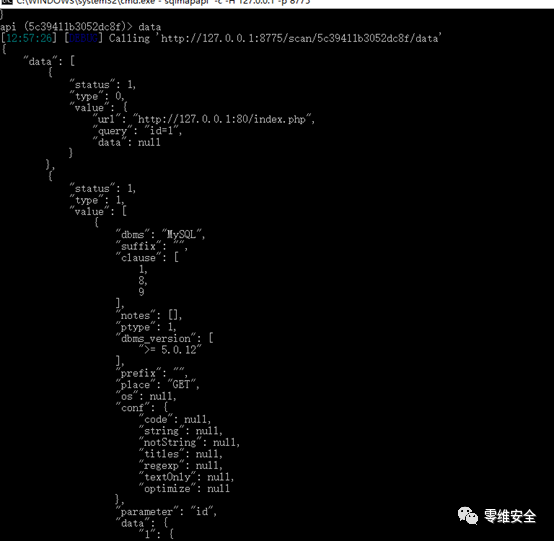 C:\WINDOWS\system32\cmd.exe - sqlmapapi -c -H 127.0.0.1 -p 8775
}
api (5c39411b3052dc8f)> data
[12:57:26] [DEBUG] Calling 'http://127.0.0.1:8775/scan/5c39411b3052dc8f/data'
{
"data": [
{
"status": 1,
"type": 0,
"value": {
"url": "http://127.0.0.1:80/index.php",
"query": "id=1",
"data": null
}
},
{
"status": 1,
"type": 1,
"value": [
{
"dbms": "MySQL",
"suffix": "",
"clause": [
1,
8,
9
],
"notes": [],
"ptype": 1,
"dbms_version": [
">= 5.0.12"
],
"prefix": "",
"place": "GET",
"os": null,
"conf": {
"code": null,
"string": null,
"notString": null,
"titles": null,
"regexp": null,
"textOnly": null,
"optimize": null
},
"parameter": "id",
"data": {
"1": {
零维安全